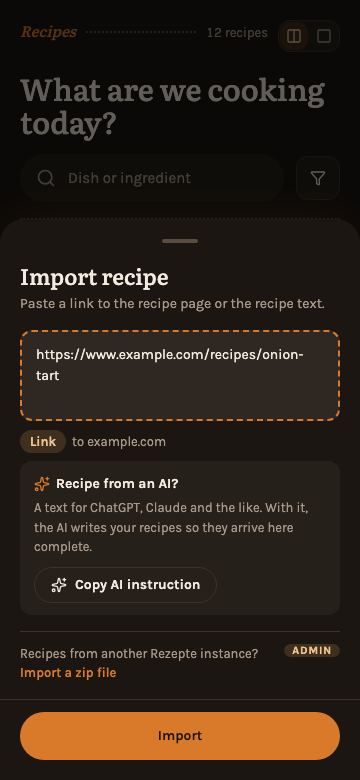 Recipes
12 recipes
What are we cooking
today?
Dish or ingredient
Import recipe
Paste a link to the recipe page or the recipe text.
https://www.example.com/recipes/onion-
tart
Link to example.com
Recipe from an AI?
A text for ChatGPT, Claude and the like. With it,
the AI writes your recipes so they arrive here
complete.
Copy AI instruction
Recipes from another Rezepte instance?
ADMIN
Import a zip file
Import